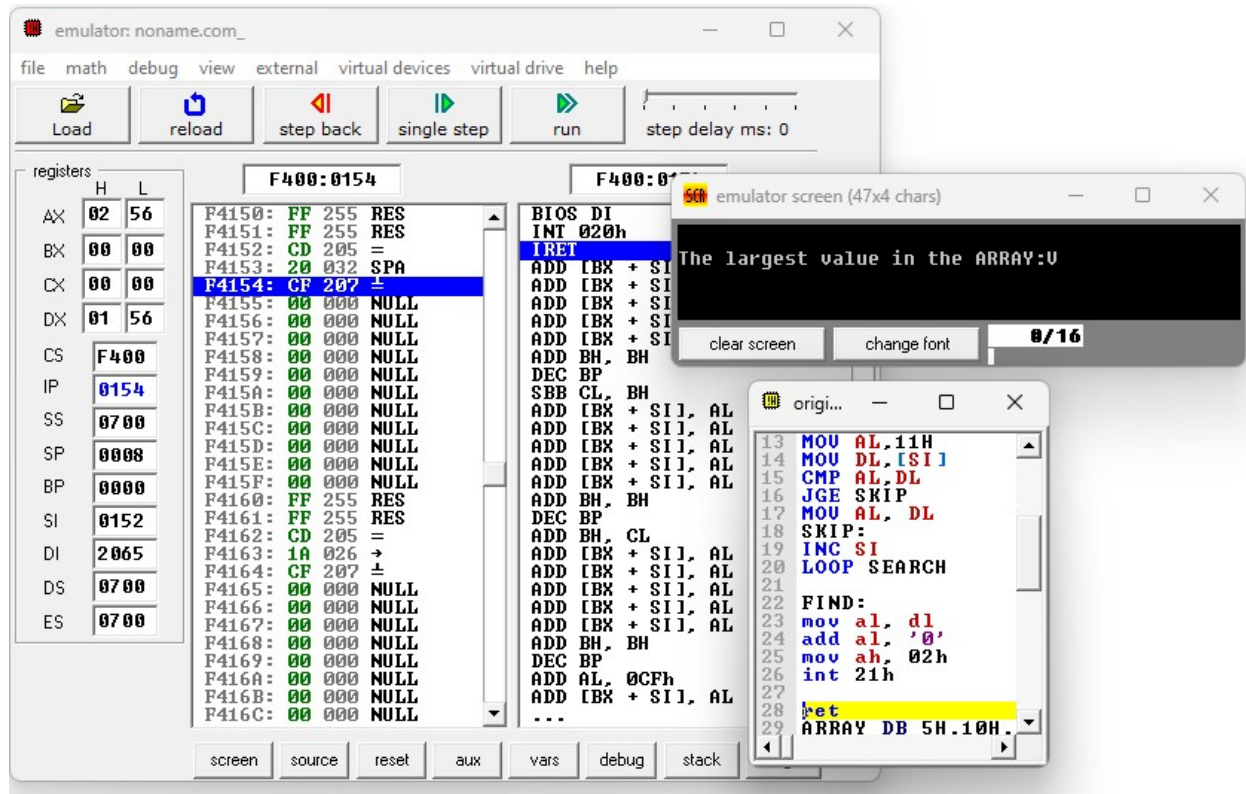 emulator: noname.com_
file math debug view external virtual devices virtual drive help
Load reload step back single step run step delay ms: 0
registers
H L
AX 02 56
BX 00 00
CX 00 00
DX 01 56
CS F400
IP 0154
SS 0700
SP 0008
BP 0000
SI 0152
DI 2065
DS 0700
ES 0700
F400:0154
F4150: FF 255 RES
F4151: FF 255 RES
F4152: CD 205 =
F4153: 20 032 SPA
F4154: CF 207 ╧
F4155: 00 000 NULL
F4156: 00 000 NULL
F4157: 00 000 NULL
F4158: 00 000 NULL
F4159: 00 000 NULL
F415A: 00 000 NULL
F415B: 00 000 NULL
F415C: 00 000 NULL
F415D: 00 000 NULL
F415E: 00 000 NULL
F415F: 00 000 NULL
F4160: FF 255 RES
F4161: FF 255 RES
F4162: CD 205 =
F4163: 1A 026 →
F4164: CF 207 ╧
F4165: 00 000 NULL
F4166: 00 000 NULL
F4167: 00 000 NULL
F4168: 00 000 NULL
F4169: 00 000 NULL
F416A: 00 000 NULL
F416B: 00 000 NULL
F416C: 00 000 NULL
BIOS DI
INT 020h
IRET
ADD [BX + SI
ADD [BX + SI
ADD [BX + SI
ADD [BX + SI
ADD [BX + SI
ADD BH, BH
DEC BP
SBB CL, BH
ADD [BX + SI], AL
ADD [BX + SI], AL
ADD [BX + SI], AL
ADD [BX + SI], AL
ADD [BX + SI], AL
ADD BH, BH
DEC BP
ADD BH, CL
ADD [BX + SI], AL
ADD [BX + SI], AL
ADD [BX + SI], AL
ADD [BX + SI], AL
ADD [BX + SI], AL
ADD BH, BH
DEC BP
ADD AL, 0CFh
ADD [BX + SI], AL
...
screen source reset aux vars debug stack
SCR emulator screen (47x4 chars)
The largest value in the ARRAY:V
clear screen change font 0/16
origi...
13 MOV AL,11H
14 MOV DL,[SI]
15 CMP AL,DL
16 JGE SKIP
17 MOV AL, DL
18 SKIP:
19 INC SI
20 LOOP SEARCH
21
22 FIND:
23 mov al, dl
24 add al, '0'
25 mov ah, 02h
26 int 21h
27
28 ret
29 ARRAY DB 5H,10H,